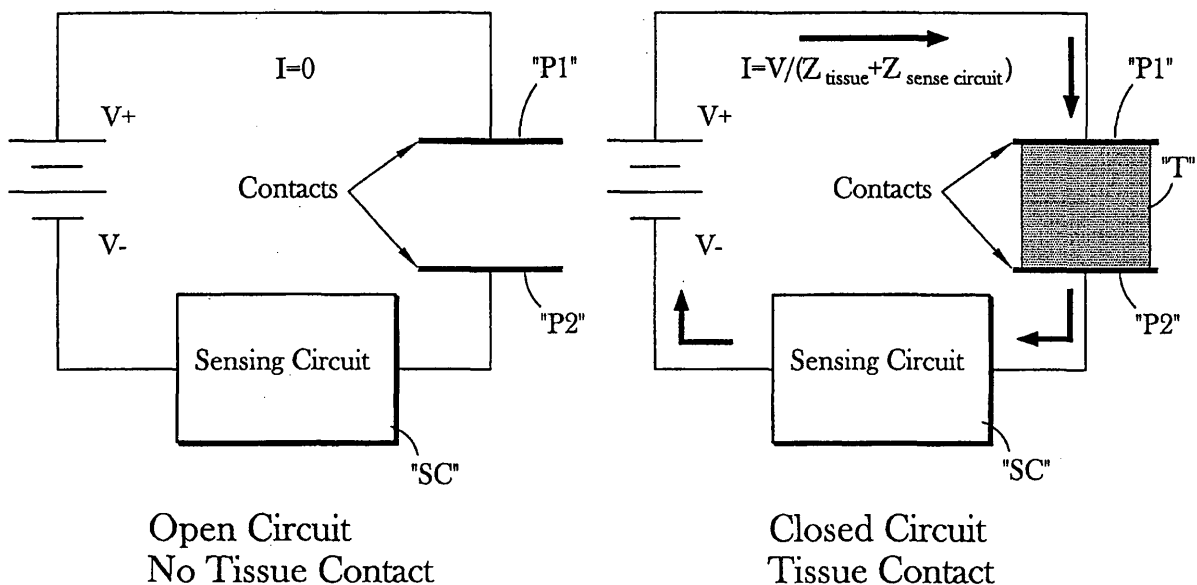 I=0
"P1"
V+
Contacts
V-
"P2"
Sensing Circuit
"SC"
Open Circuit
No Tissue Contact
I=V/(Z tissue+Z sense circuit)
"P1"
V+
"T"
Contacts
V-
"P2"
Sensing Circuit
"SC"
Closed Circuit
Tissue Contact